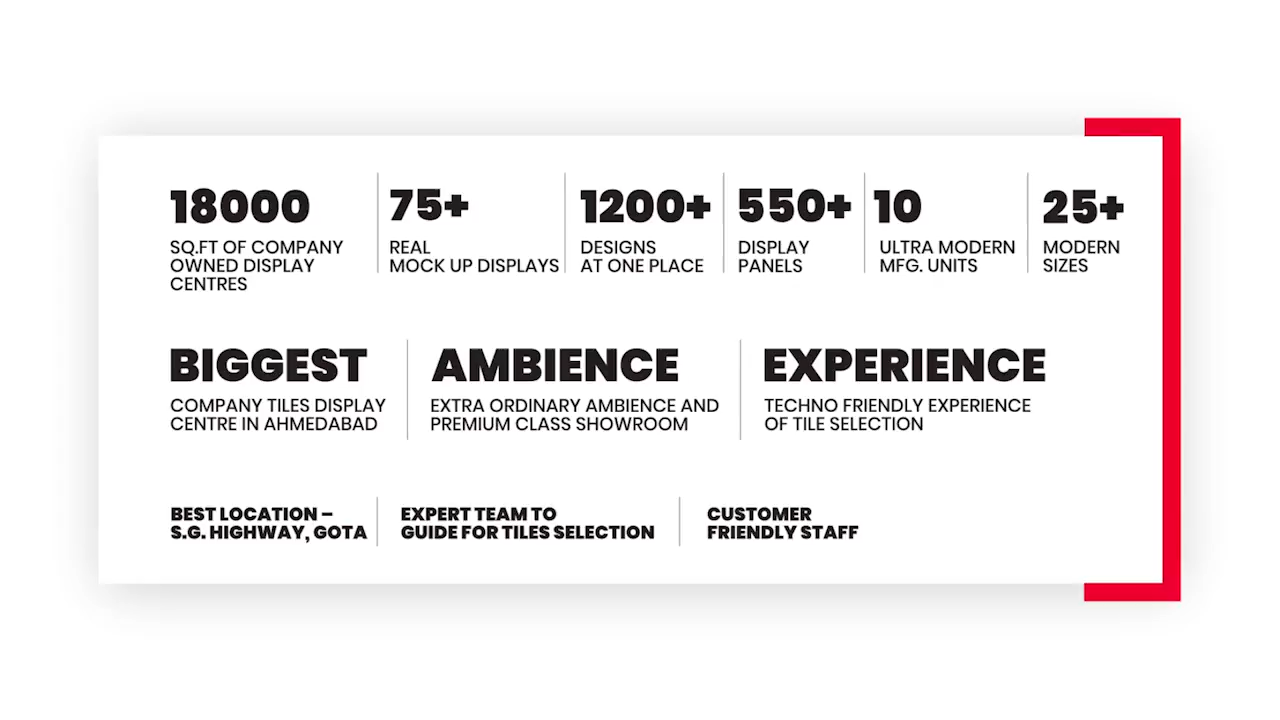 18000
SQ.FT OF COMPANY
OWNED DISPLAY
CENTRES
75+
REAL
MOCK UP DISPLAYS
1200+
DESIGNS
AT ONE PLACE
550+
DISPLAY
PANELS
10
ULTRA MODERN
MFG. UNITS
25+
MODERN
SIZES
BIGGEST
COMPANY TILES DISPLAY
CENTRE IN AHMEDABAD
AMBIENCE
EXTRA ORDINARY AMBIENCE AND
PREMIUM CLASS SHOWROOM
EXPERIENCE
TECHNO FRIENDLY EXPERIENCE
OF TILE SELECTION
BEST LOCATION –
S.G. HIGHWAY, GOTA
EXPERT TEAM TO
GUIDE FOR TILES SELECTION
CUSTOMER
FRIENDLY STAFF